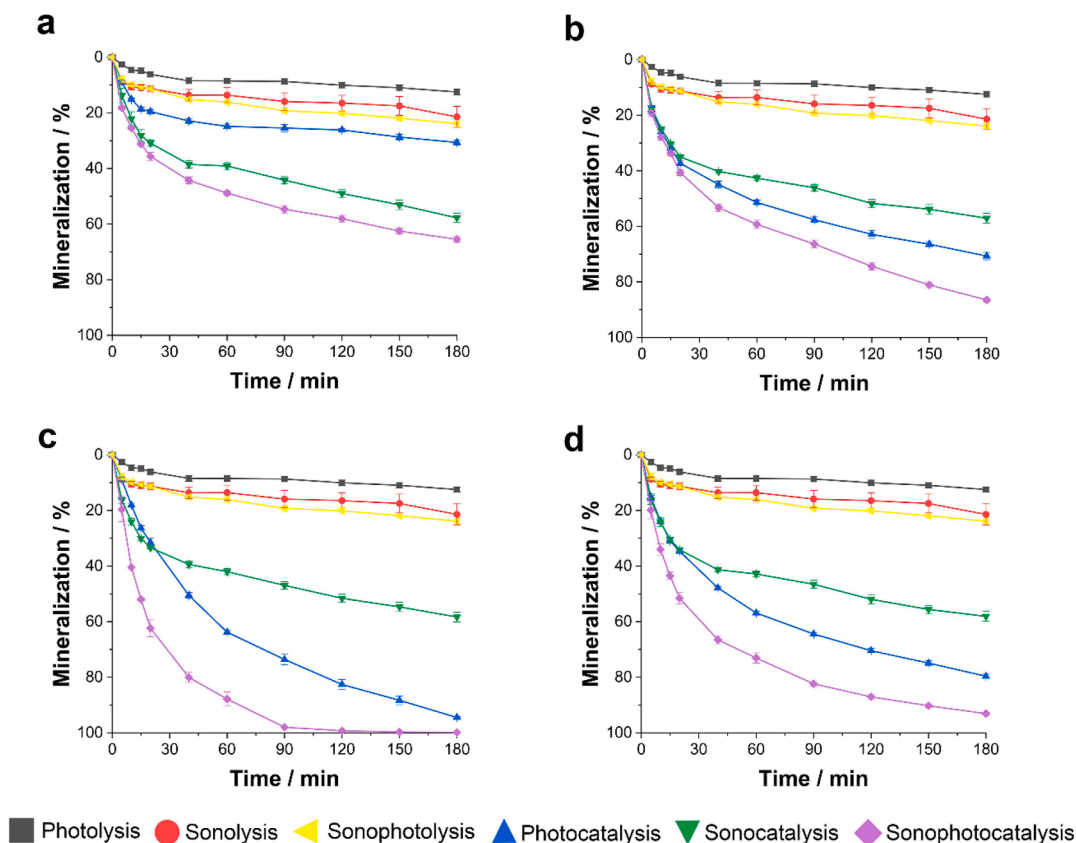 a
0
20
40
60
80
100
Mineralization / %
0 30 60 90 120 150 180
Time / min
b
0
20
40
60
80
100
Mineralization / %
0 30 60 90 120 150 180
Time / min
c
0
20
40
60
80
100
Mineralization / %
0 30 60 90 120 150 180
Time / min
d
0
20
40
60
80
100
Mineralization / %
0 30 60 90 120 150 180
Time / min
Photolysis Sonolysis Sonophotolysis Photocatalysis Sonocatalysis Sonophotocatalysis